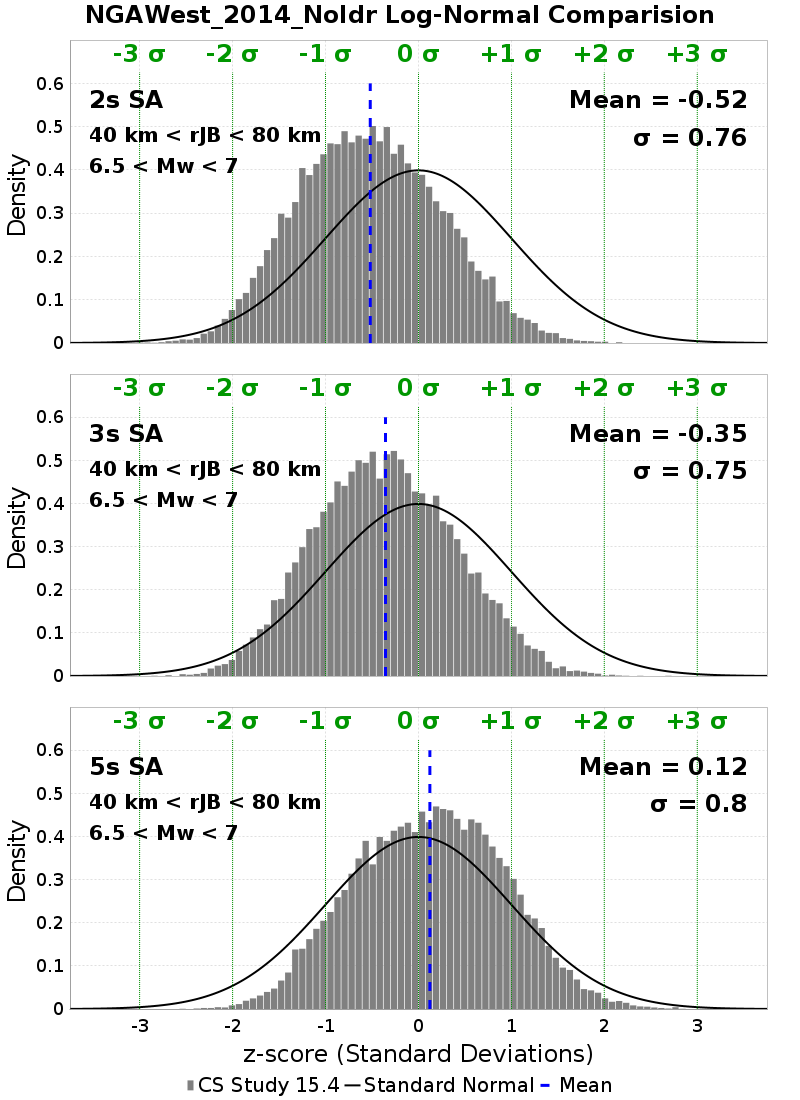 NGAWest_2014_NoIdr Log-Normal Comparision
-3 σ -2 σ -1 σ 0 σ +1 σ +2 σ +3 σ
0.6
2s SA Mean = -0.52
0.5
40 km < rJB < 80 km σ = 0.76
6.5 < Mw < 7
0.4
0.3
0.2
0.1
0
Density
-3 σ -2 σ -1 σ 0 σ +1 σ +2 σ +3 σ
0.6
3s SA Mean = -0.35
0.5
40 km < rJB < 80 km σ = 0.75
6.5 < Mw < 7
0.4
0.3
0.2
0.1
0
Density
-3 σ -2 σ -1 σ 0 σ +1 σ +2 σ +3 σ
0.6
5s SA Mean = 0.12
0.5
40 km < rJB < 80 km σ = 0.8
6.5 < Mw < 7
0.4
0.3
0.2
0.1
0
Density
-3 -2 -1 0 1 2 3
z-score (Standard Deviations)
CS Study 15.4 Standard Normal Mean